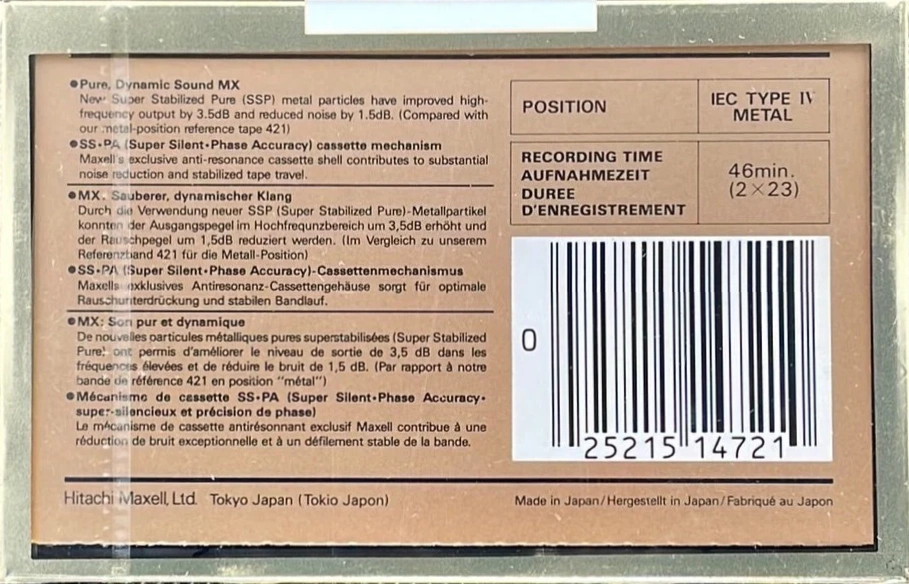 ●Pure, Dynamic Sound MX
New Super Stabilized Pure (SSP) metal particles have improved high-
frequency output by 3.5dB and reduced noise by 1.5dB. (Compared with
our metal-position reference tape 421)
●SS•PA (Super Silent•Phase Accuracy) cassette mechanism
Maxell's exclusive anti-resonance cassette shell contributes to substantial
noise reduction and stabilized tape travel.
●MX. Sauberer, dynamischer Klang
Durch die Verwendung neuer SSP (Super Stabilized Pure)-Metallpartikel
konnten der Ausgangspegel im Hochfrequnzbereich um 3,5dB erhöht und
der Rauschpegel um 1,5dB reduziert werden. (Im Vergleich zu unserem
Referenzband 421 für die Metall-Position)
●SS•PA (Super Silent•Phase Accuracy)-Cassettenmechanismus
Maxells exklusives Antiresonanz-Cassettengehäuse sorgt für optimale
Rauschunterdrückung und stabilen Bandlauf.
●MX: Son pur et dynamique
De nouvelles particules métalliques pures superstabilisées (Super Stabilized
Pure) ont permis d'améliorer le niveau de sortie de 3,5 dB dans les
fréquences élevées et de réduire le bruit de 1,5 dB. (Par rapport à notre
bande de référence 421 en position "métal")
●Mécanisme de cassette SS•PA (Super Silent•Phase Accuracy•
super-silencieux et précision de phase)
Le mécanisme de cassette antirésonnant exclusif Maxell contribue à une
réduction de bruit exceptionnelle et à un défilement stable de la bande.
POSITION
IEC TYPE IV
METAL
RECORDING TIME
AUFNAHMEZEIT
DUREE
D'ENREGISTREMENT
46min.
(2×23)
0 25215 14721
Hitachi Maxell, Ltd. Tokyo Japan (Tokio Japon)
Made in Japan/Hergestellt in Japan/Fabriqué au Japon